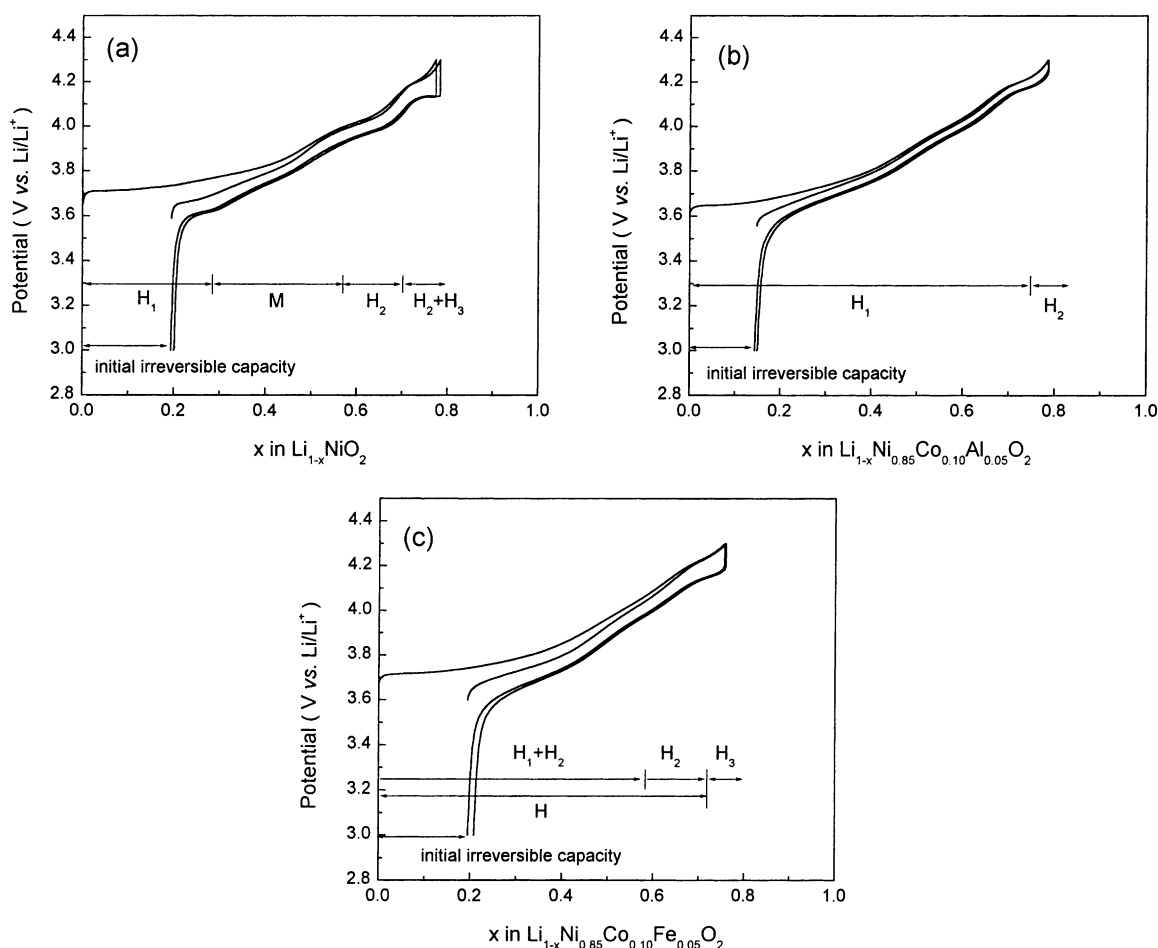 (a)
Potential ( V vs. Li/Li⁺)
4.4
4.2
4.0
3.8
3.6
3.4
3.2
3.0
2.8
H₁
M
H₂
H₂+H₃
initial irreversible capacity
0.0 0.2 0.4 0.6 0.8 1.0
x in Li₁₋ₓNiO₂
(b)
Potential ( V vs. Li/Li⁺)
4.4
4.2
4.0
3.8
3.6
3.4
3.2
3.0
2.8
H₁
H₂
initial irreversible capacity
0.0 0.2 0.4 0.6 0.8 1.0
x in Li₁₋ₓNi₀.₈₅Co₀.₁₀Al₀.₀₅O₂
(c)
Potential ( V vs. Li/Li⁺)
4.4
4.2
4.0
3.8
3.6
3.4
3.2
3.0
2.8
H₁+H₂
H₂
H₃
H
initial irreversible capacity
0.0 0.2 0.4 0.6 0.8 1.0
x in Li₁₋ₓNi₀.₈₅Co₀.₁₀Fe₀.₀₅O₂